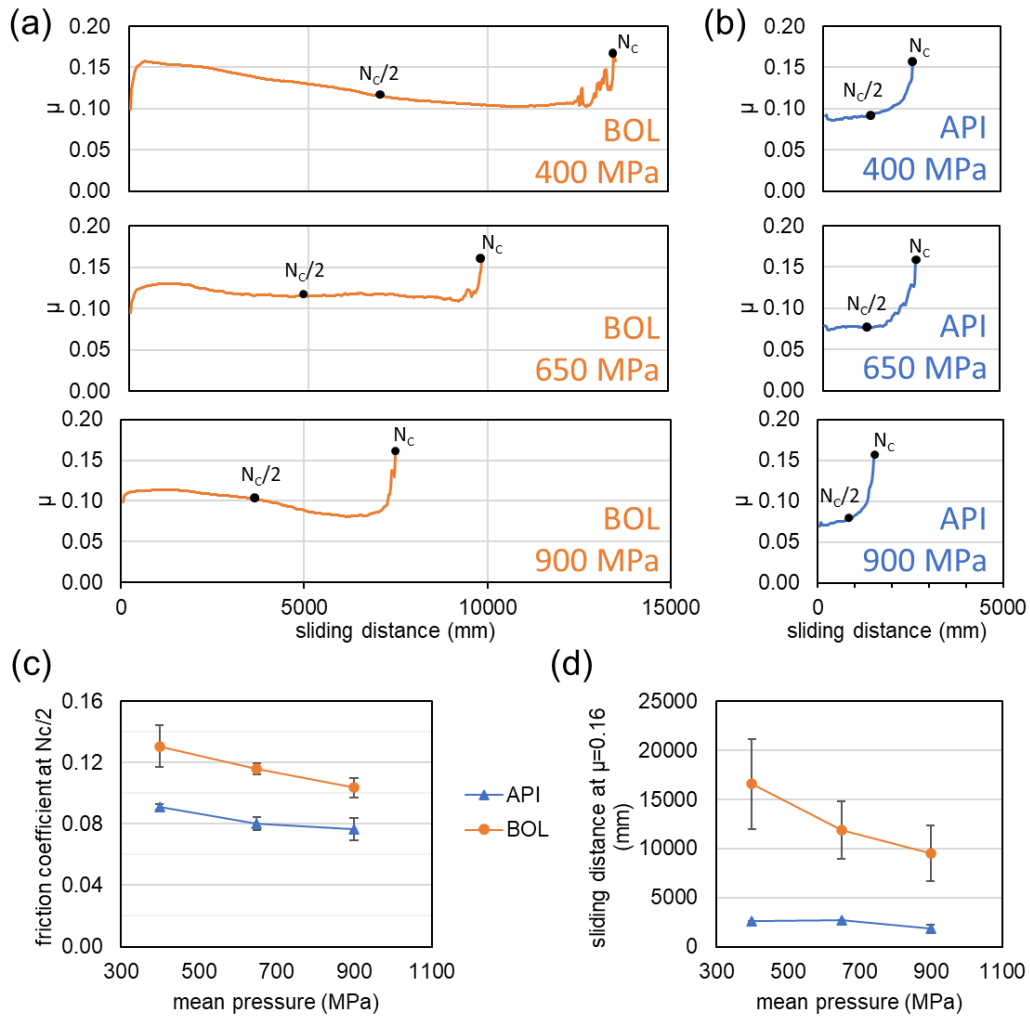 (a)
0.20
0.15
0.10
0.05
0.00
μ
N_C/2
N_C
BOL
400 MPa
0.20
0.15
0.10
0.05
0.00
μ
N_C/2
N_C
BOL
650 MPa
0.20
0.15
0.10
0.05
0.00
μ
N_C/2
N_C
BOL
900 MPa
0 5000 10000 15000
sliding distance (mm)
(b)
0.20
0.15
0.10
0.05
0.00
μ
N_C
N_C/2
API
400 MPa
0.20
0.15
0.10
0.05
0.00
μ
N_C
N_C/2
API
650 MPa
0.20
0.15
0.10
0.05
0.00
μ
N_C
N_C/2
API
900 MPa
0 5000
sliding distance (mm)
(c)
friction coefficient at Nc/2
0.16
0.12
0.08
0.04
0.00
300 500 700 900 1100
mean pressure (MPa)
API
BOL
(d)
sliding distance at μ=0.16
(mm)
25000
20000
15000
10000
5000
0
300 500 700 900 1100
mean pressure (MPa)